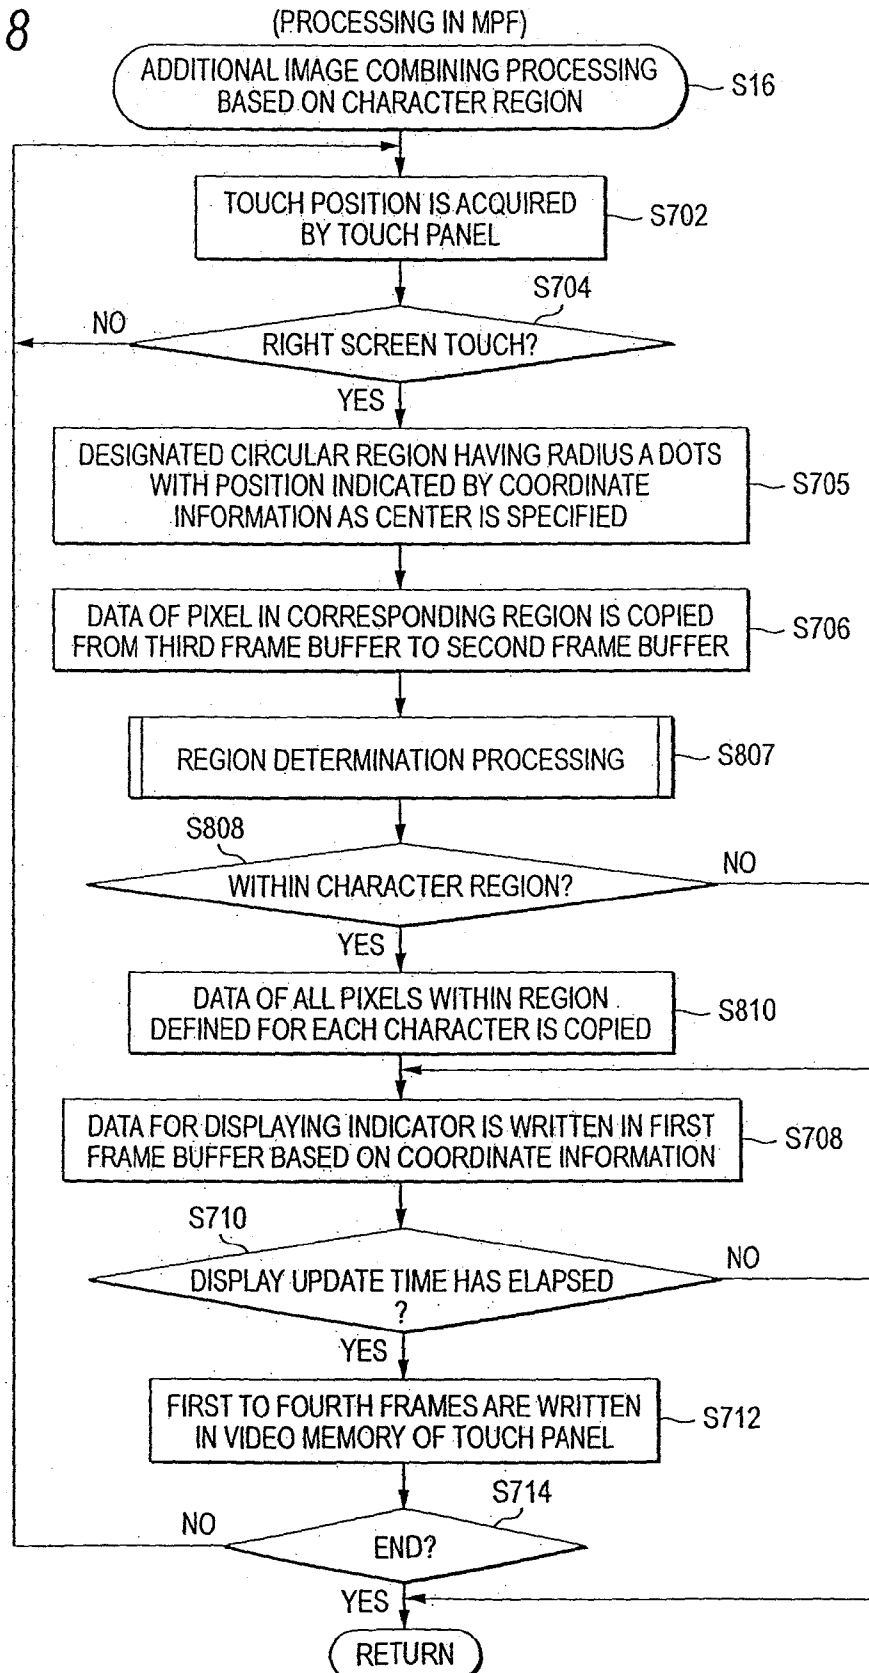 8
(PROCESSING IN MPF)
ADDITIONAL IMAGE COMBINING PROCESSING
BASED ON CHARACTER REGION
S16
TOUCH POSITION IS ACQUIRED
BY TOUCH PANEL
S702
S704
NO
RIGHT SCREEN TOUCH?
YES
DESIGNATED CIRCULAR REGION HAVING RADIUS A DOTS
WITH POSITION INDICATED BY COORDINATE
INFORMATION AS CENTER IS SPECIFIED
S705
DATA OF PIXEL IN CORRESPONDING REGION IS COPIED
FROM THIRD FRAME BUFFER TO SECOND FRAME BUFFER
S706
REGION DETERMINATION PROCESSING
S807
S808
WITHIN CHARACTER REGION?
NO
YES
DATA OF ALL PIXELS WITHIN REGION
DEFINED FOR EACH CHARACTER IS COPIED
S810
DATA FOR DISPLAYING INDICATOR IS WRITTEN IN FIRST
FRAME BUFFER BASED ON COORDINATE INFORMATION
S708
S710
DISPLAY UPDATE TIME HAS ELAPSED
?
NO
YES
FIRST TO FOURTH FRAMES ARE WRITTEN
IN VIDEO MEMORY OF TOUCH PANEL
S712
S714
NO
END?
YES
RETURN